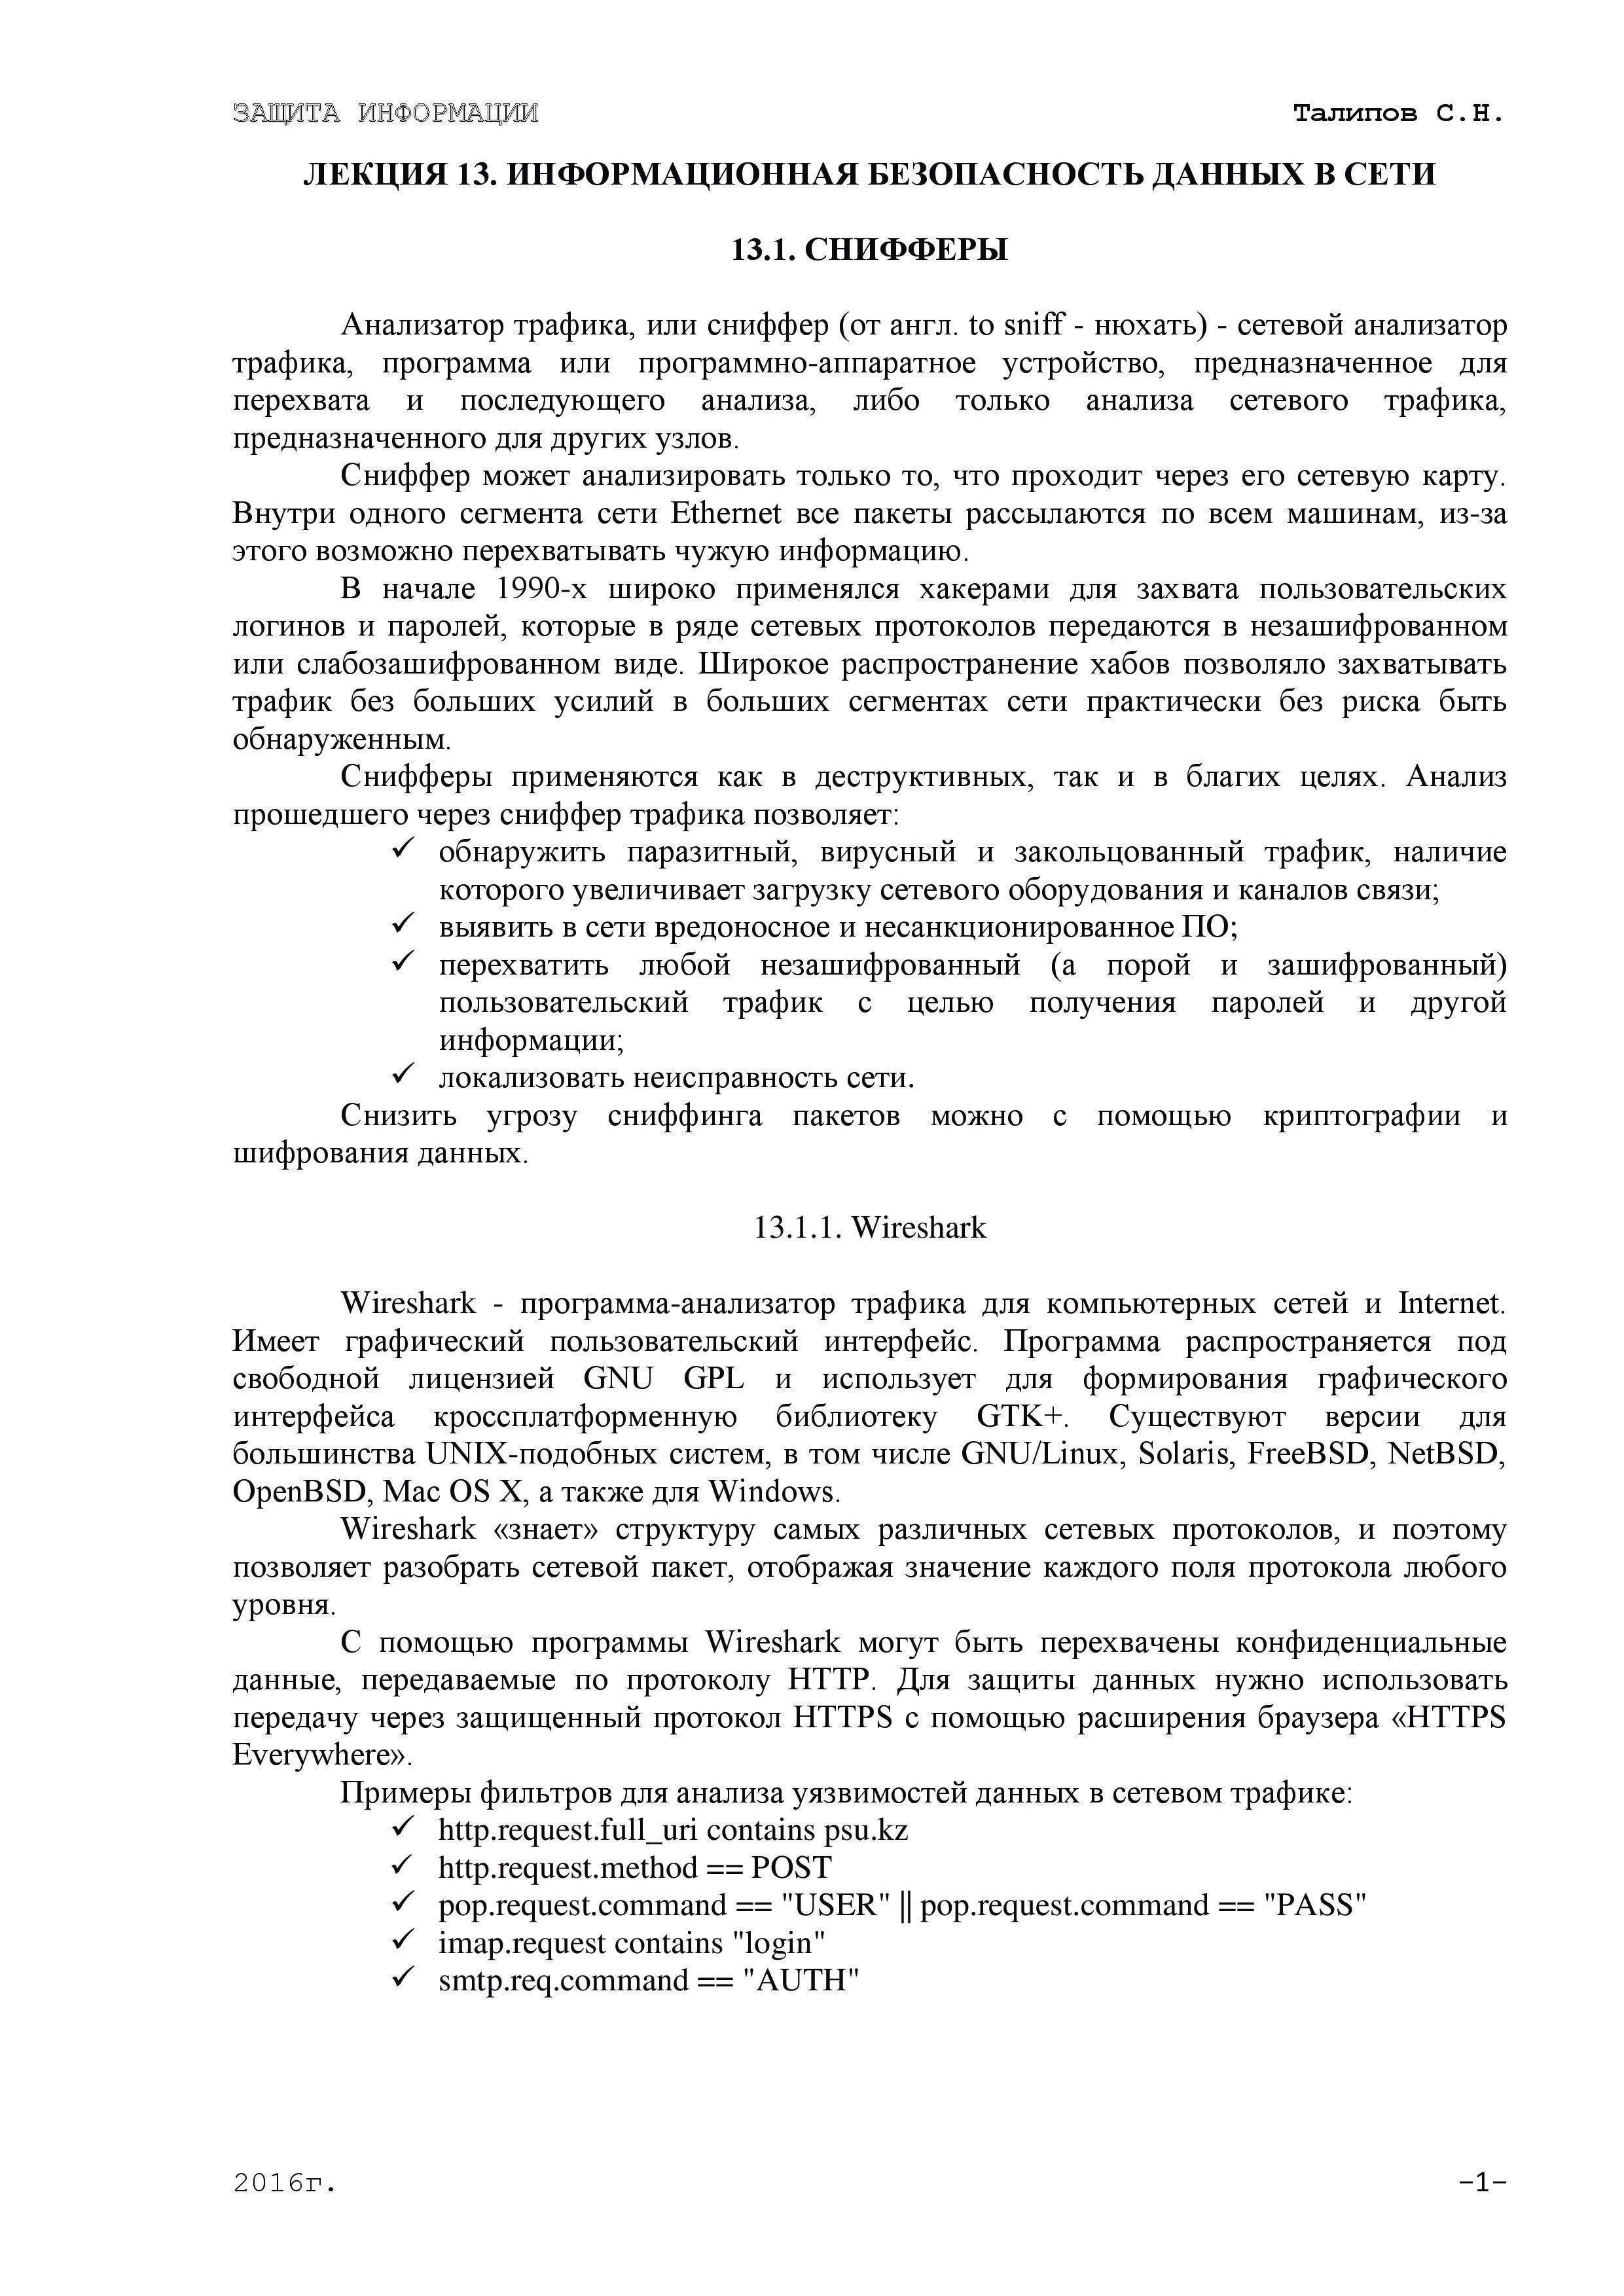 ЗАЩИТА ИНФОРМАЦИИ Талипов С.Н.
ЛЕКЦИЯ 13. ИНФОРМАЦИОННАЯ БЕЗОПАСНОСТЬ ДАННЫХ В СЕТИ
13.1. СНИФФЕРЫ
Анализатор трафика, или сниффер (от англ. to sniff - нюхать) - сетевой анализатор
трафика, программа или программно-аппаратное устройство, предназначенное для
перехвата и последующего анализа, либо только анализа сетевого трафика,
предназначенного для других узлов.
Сниффер может анализировать только то, что проходит через его сетевую карту.
Внутри одного сегмента сети Ethernet все пакеты рассылаются по всем машинам, из-за
этого возможно перехватывать чужую информацию.
В начале 1990-х широко применялся хакерами для захвата пользовательских
логинов и паролей, которые в ряде сетевых протоколов передаются в незашифрованном
или слабозашифрованном виде. Широкое распространение хабов позволяло захватывать
трафик без больших усилий в больших сегментах сети практически без риска быть
обнаруженным.
Снифферы применяются как в деструктивных, так и в благих целях. Анализ
прошедшего через сниффер трафика позволяет:
✓ обнаружить паразитный, вирусный и закольцованный трафик, наличие
которого увеличивает загрузку сетевого оборудования и каналов связи;
✓ выявить в сети вредоносное и несанкционированное ПО;
✓ перехватить любой незашифрованный (а порой и зашифрованный)
пользовательский трафик с целью получения паролей и другой
информации;
✓ локализовать неисправность сети.
Снизить угрозу сниффинга пакетов можно с помощью криптографии и
шифрования данных.
13.1.1. Wireshark
Wireshark - программа-анализатор трафика для компьютерных сетей и Internet.
Имеет графический пользовательский интерфейс. Программа распространяется под
свободной лицензией GNU GPL и использует для формирования графического
интерфейса кроссплатформенную библиотеку GTK+. Существуют версии для
большинства UNIX-подобных систем, в том числе GNU/Linux, Solaris, FreeBSD, NetBSD,
OpenBSD, Mac OS X, а также для Windows.
Wireshark «знает» структуру самых различных сетевых протоколов, и поэтому
позволяет разобрать сетевой пакет, отображая значение каждого поля протокола любого
уровня.
С помощью программы Wireshark могут быть перехвачены конфиденциальные
данные, передаваемые по протоколу HTTP. Для защиты данных нужно использовать
передачу через защищенный протокол HTTPS с помощью расширения браузера «HTTPS
Everywhere».
Примеры фильтров для анализа уязвимостей данных в сетевом трафике:
✓ http.request.full_uri contains psu.kz
✓ http.request.method == POST
✓ pop.request.command == "USER" || pop.request.command == "PASS"
✓ imap.request contains "login"
✓ smtp.req.command == "AUTH"
2016г. -1-